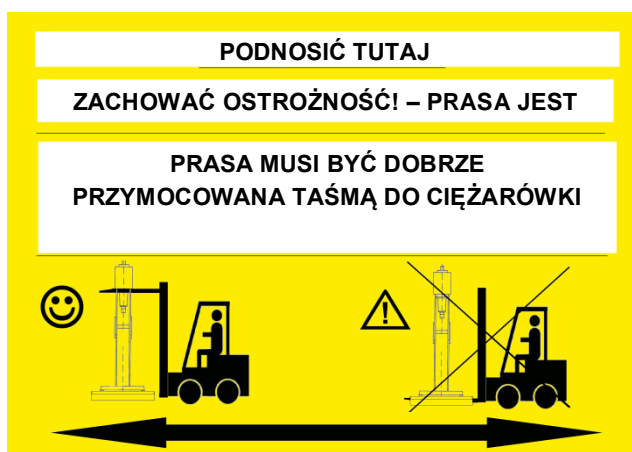 PODNOSIĆ TUTAJ
ZACHOWAĆ OSTROŻNOŚĆ! – PRASA JEST
PRASA MUSI BYĆ DOBRZE
PRZYMOCOWANA TAŚMĄ DO CIĘŻARÓWKI